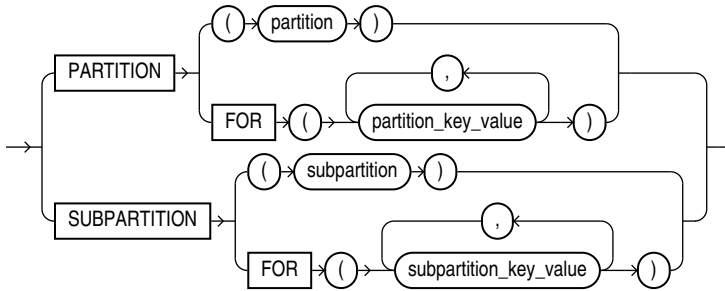 ( partition )
PARTITION
,
FOR ( partition_key_value )
( subpartition )
SUBPARTITION
,
FOR ( subpartition_key_value )